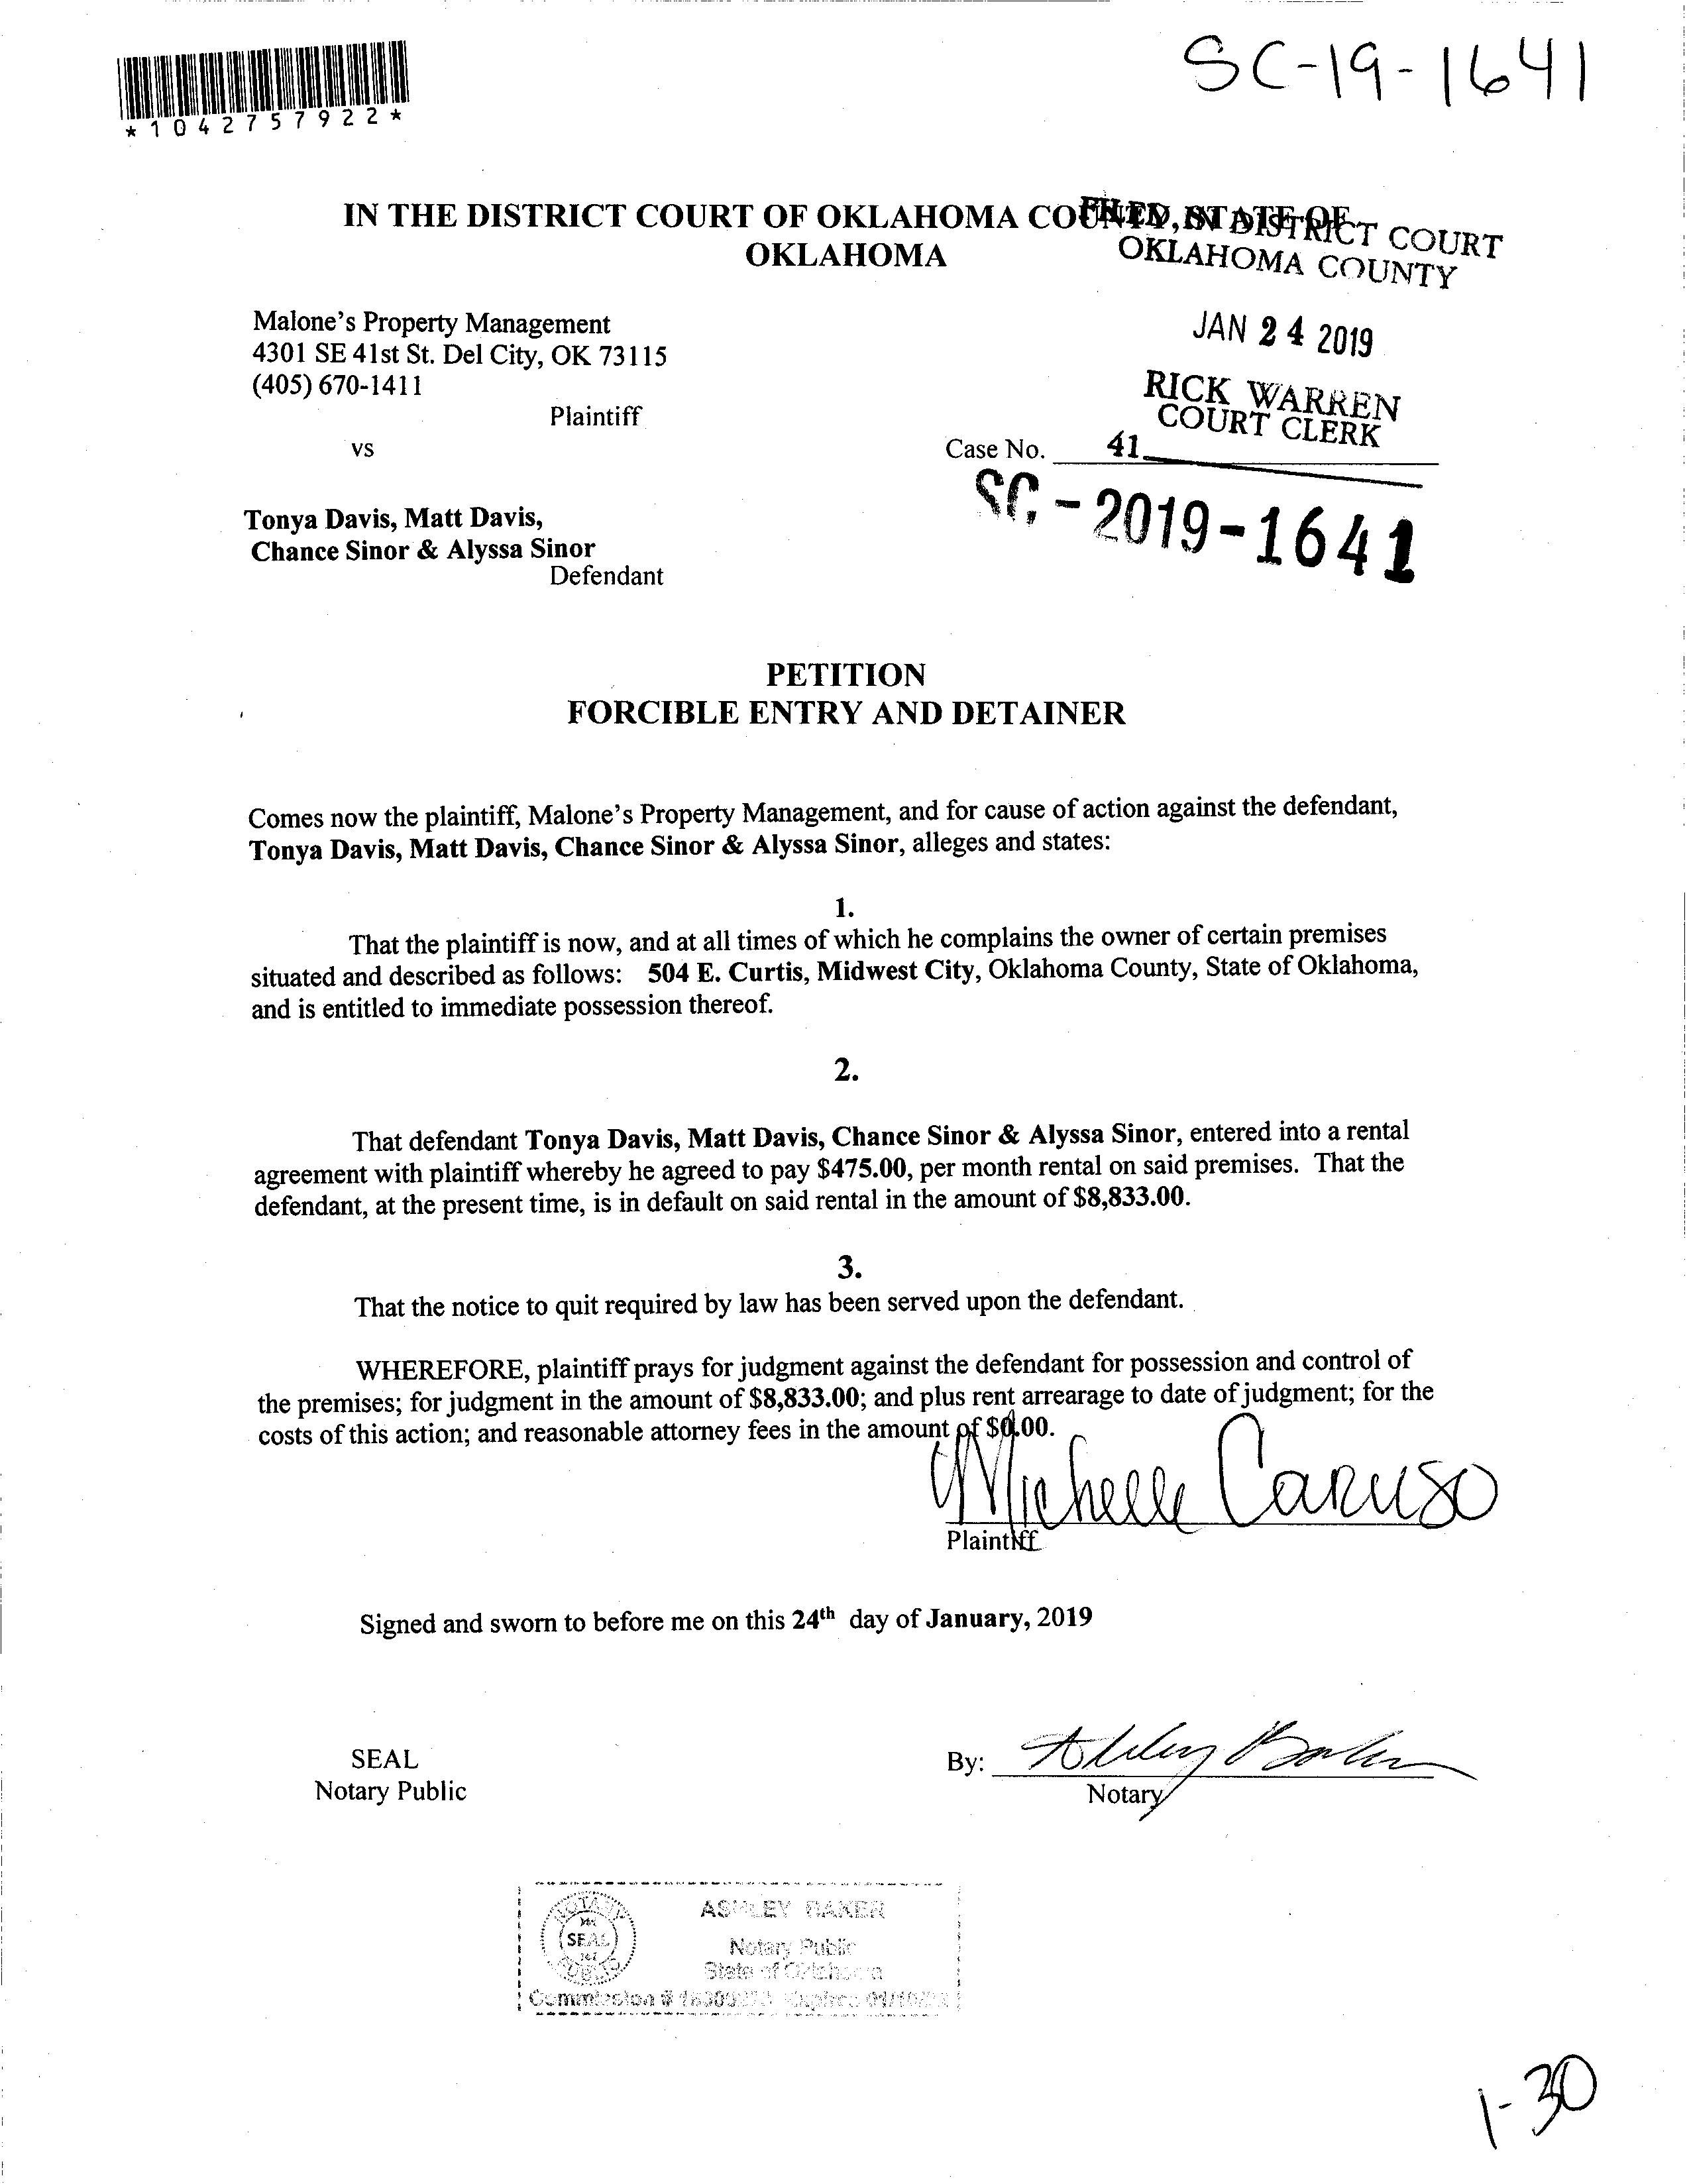 SC-19-1641
*1042757922*
IN THE DISTRICT COURT OF OKLAHOMA COUNTY, STATE OF
OKLAHOMA
FILED IN DISTRICT COURT
OKLAHOMA COUNTY
JAN 24 2019
RICK WARREN
COURT CLERK
41
Malone's Property Management
4301 SE 41st St. Del City, OK 73115
(405) 670-1411
Plaintiff
vs
Case No.
SC - 2019-1641
Tonya Davis, Matt Davis,
Chance Sinor & Alyssa Sinor
Defendant
PETITION
FORCIBLE ENTRY AND DETAINER
Comes now the plaintiff, Malone's Property Management, and for cause of action against the defendant,
Tonya Davis, Matt Davis, Chance Sinor & Alyssa Sinor, alleges and states:
1.
That the plaintiff is now, and at all times of which he complains the owner of certain premises
situated and described as follows: 504 E. Curtis, Midwest City, Oklahoma County, State of Oklahoma,
and is entitled to immediate possession thereof.
2.
That defendant Tonya Davis, Matt Davis, Chance Sinor & Alyssa Sinor, entered into a rental
agreement with plaintiff whereby he agreed to pay $475.00, per month rental on said premises. That the
defendant, at the present time, is in default on said rental in the amount of $8,833.00.
3.
That the notice to quit required by law has been served upon the defendant.
WHEREFORE, plaintiff prays for judgment against the defendant for possession and control of
the premises; for judgment in the amount of $8,833.00; and plus rent arrearage to date of judgment; for the
costs of this action; and reasonable attorney fees in the amount of $0.00.
Michelle Caruso
Plaintiff
Signed and sworn to before me on this 24th day of January, 2019
SEAL
Notary Public
By: Ashley Baker
Notary
NOTARY
SEAL
PUBLIC
ASHLEY BAKER
Notary Public
State of Oklahoma
Commission # Expires
1-30